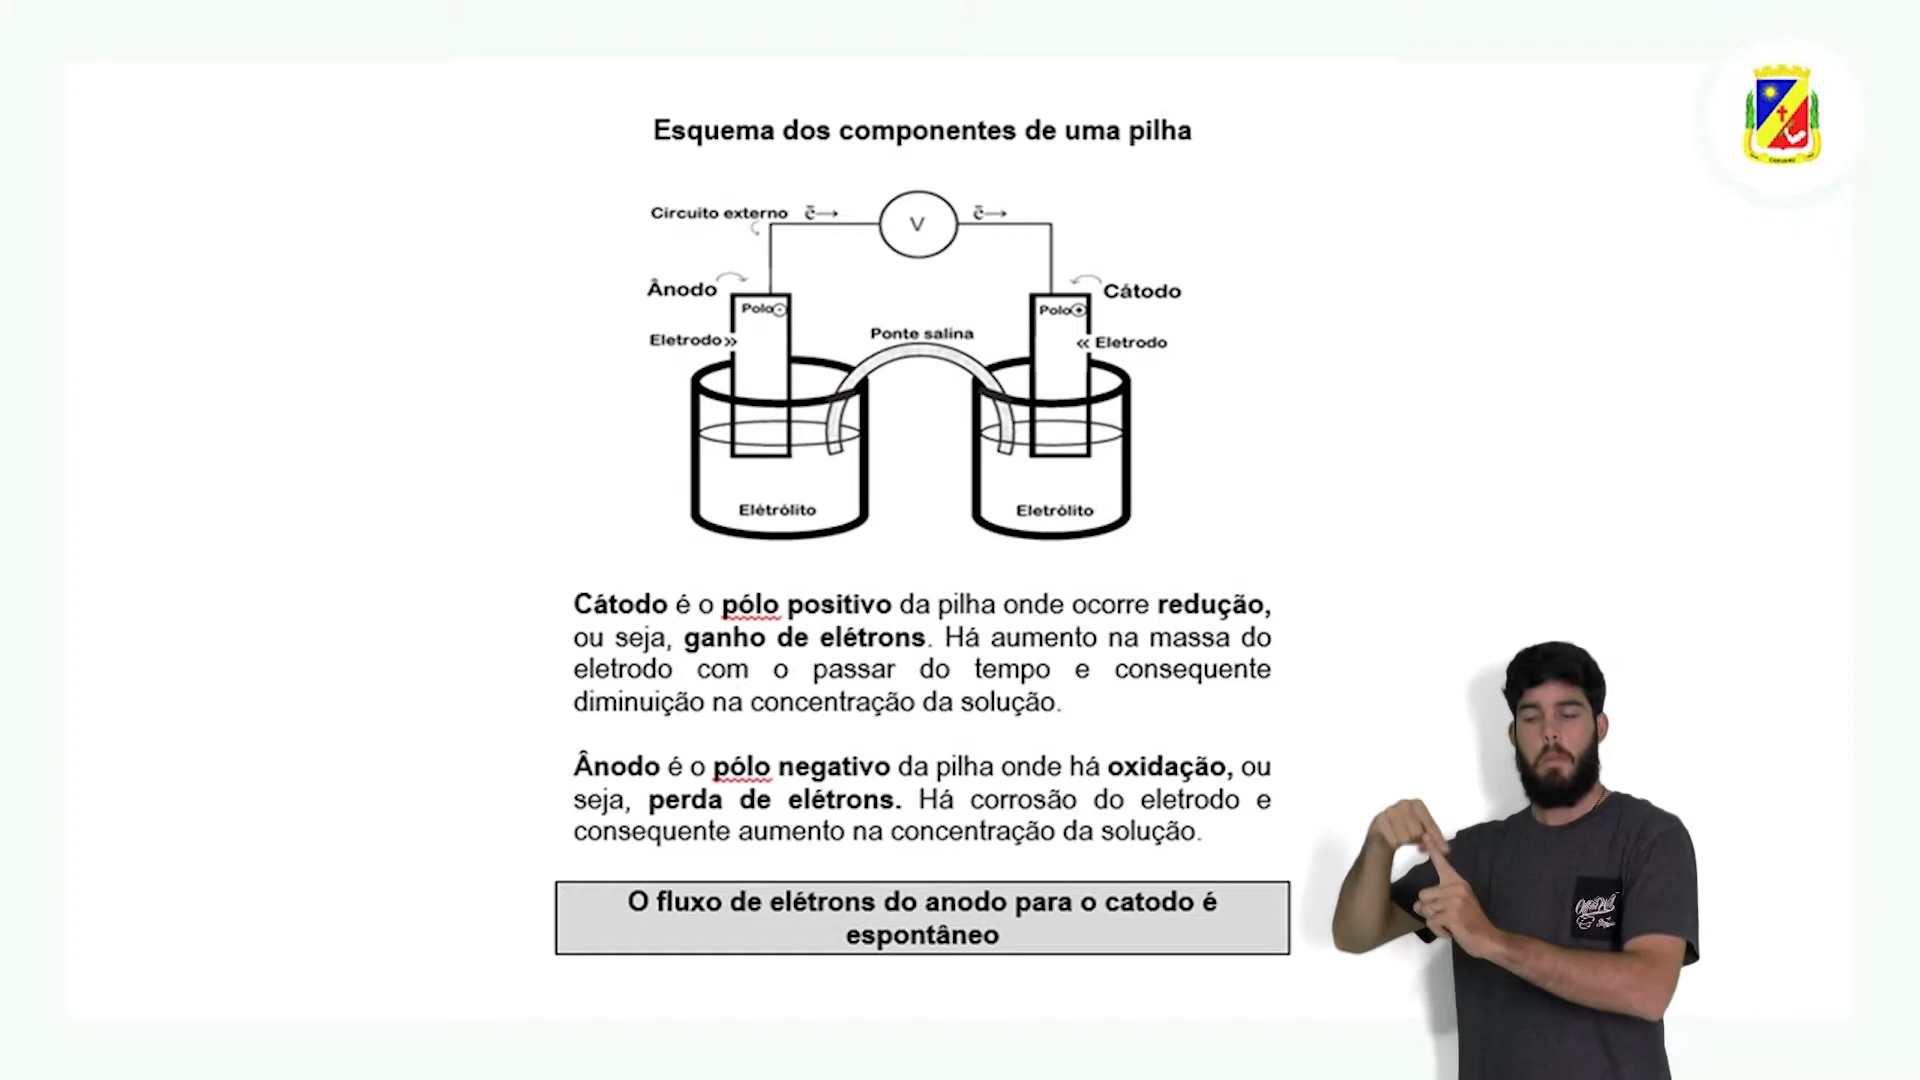 Esquema dos componentes de uma pilha
Circuito externo ē→ V ē→
Ânodo
Cátodo
Polo -
Polo +
Eletrodo »
« Eletrodo
Ponte salina
Elétrólito
Eletrólito
Cátodo é o pólo positivo da pilha onde ocorre redução,
ou seja, ganho de elétrons. Há aumento na massa do
eletrodo com o passar do tempo e consequente
diminuição na concentração da solução.
Ânodo é o pólo negativo da pilha onde há oxidação, ou
seja, perda de elétrons. Há corrosão do eletrodo e
consequente aumento na concentração da solução.
O fluxo de elétrons do anodo para o catodo é
espontâneo